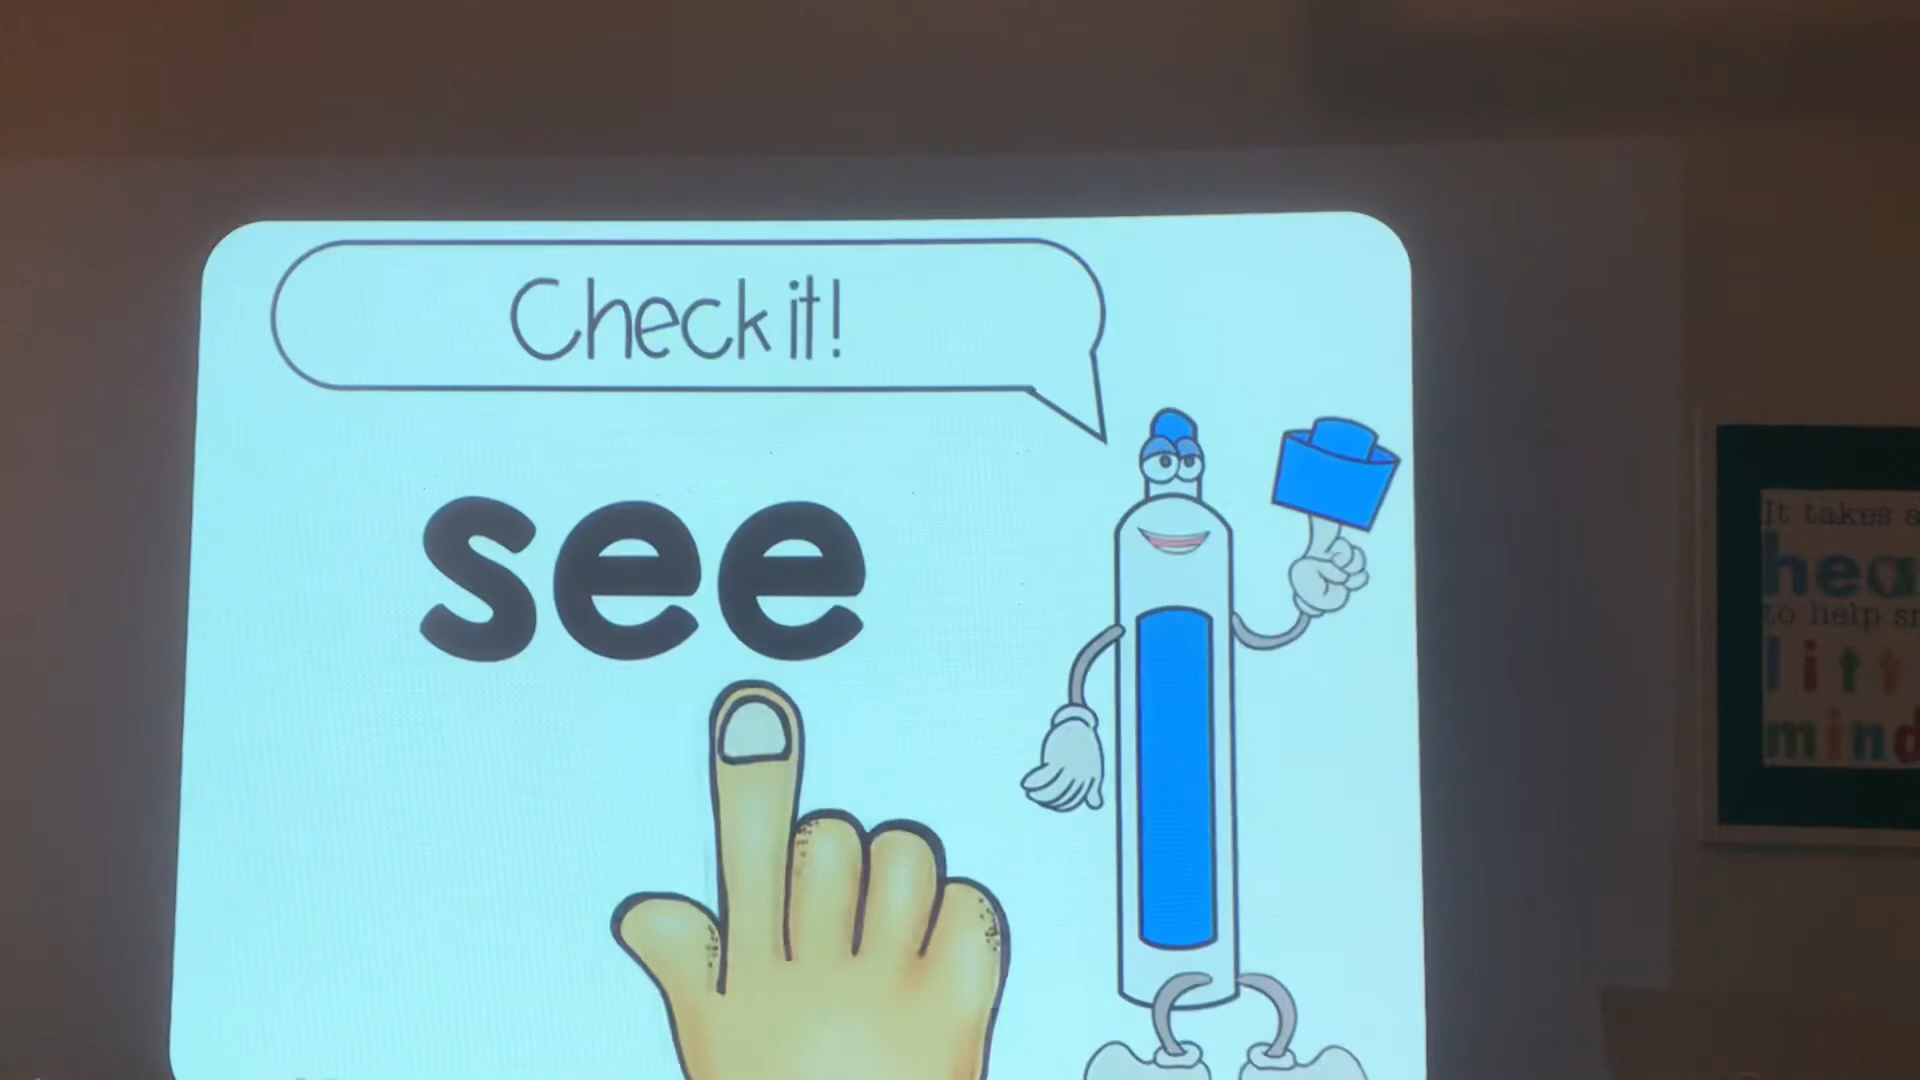 Check it!
see
It takes a
hea
to help
litt
mind